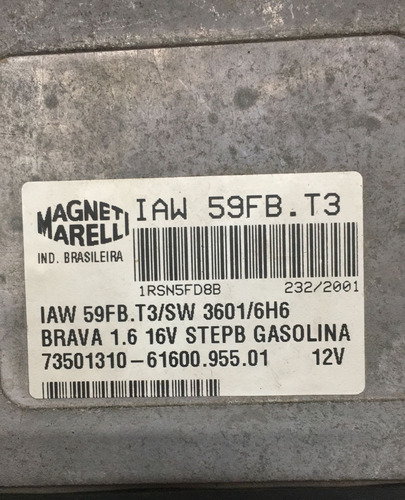 MAGNETI MARELLI
IAW 59FB.T3
IND. BRASILEIRA
1RSN5FD8B 232/2001
IAW 59FB.T3/SW 3601/6H6
BRAVA 1.6 16V STEPB GASOLINA
73501310-61600.955.01 12V